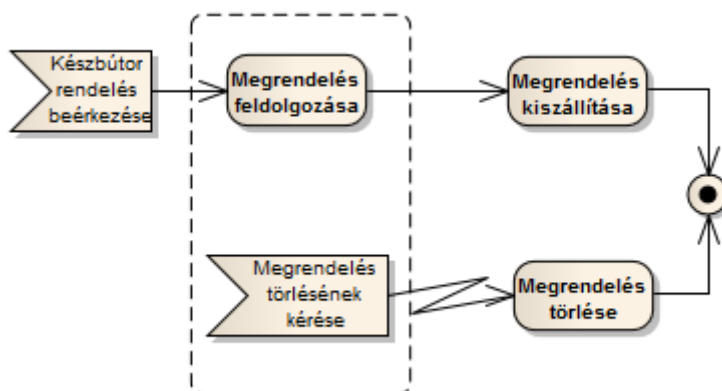 Készbútor
rendelés
beérkezése
Megrendelés
feldolgozása
Megrendelés
kiszállítása
Megrendelés
törlésének
kérése
Megrendelés
törlése